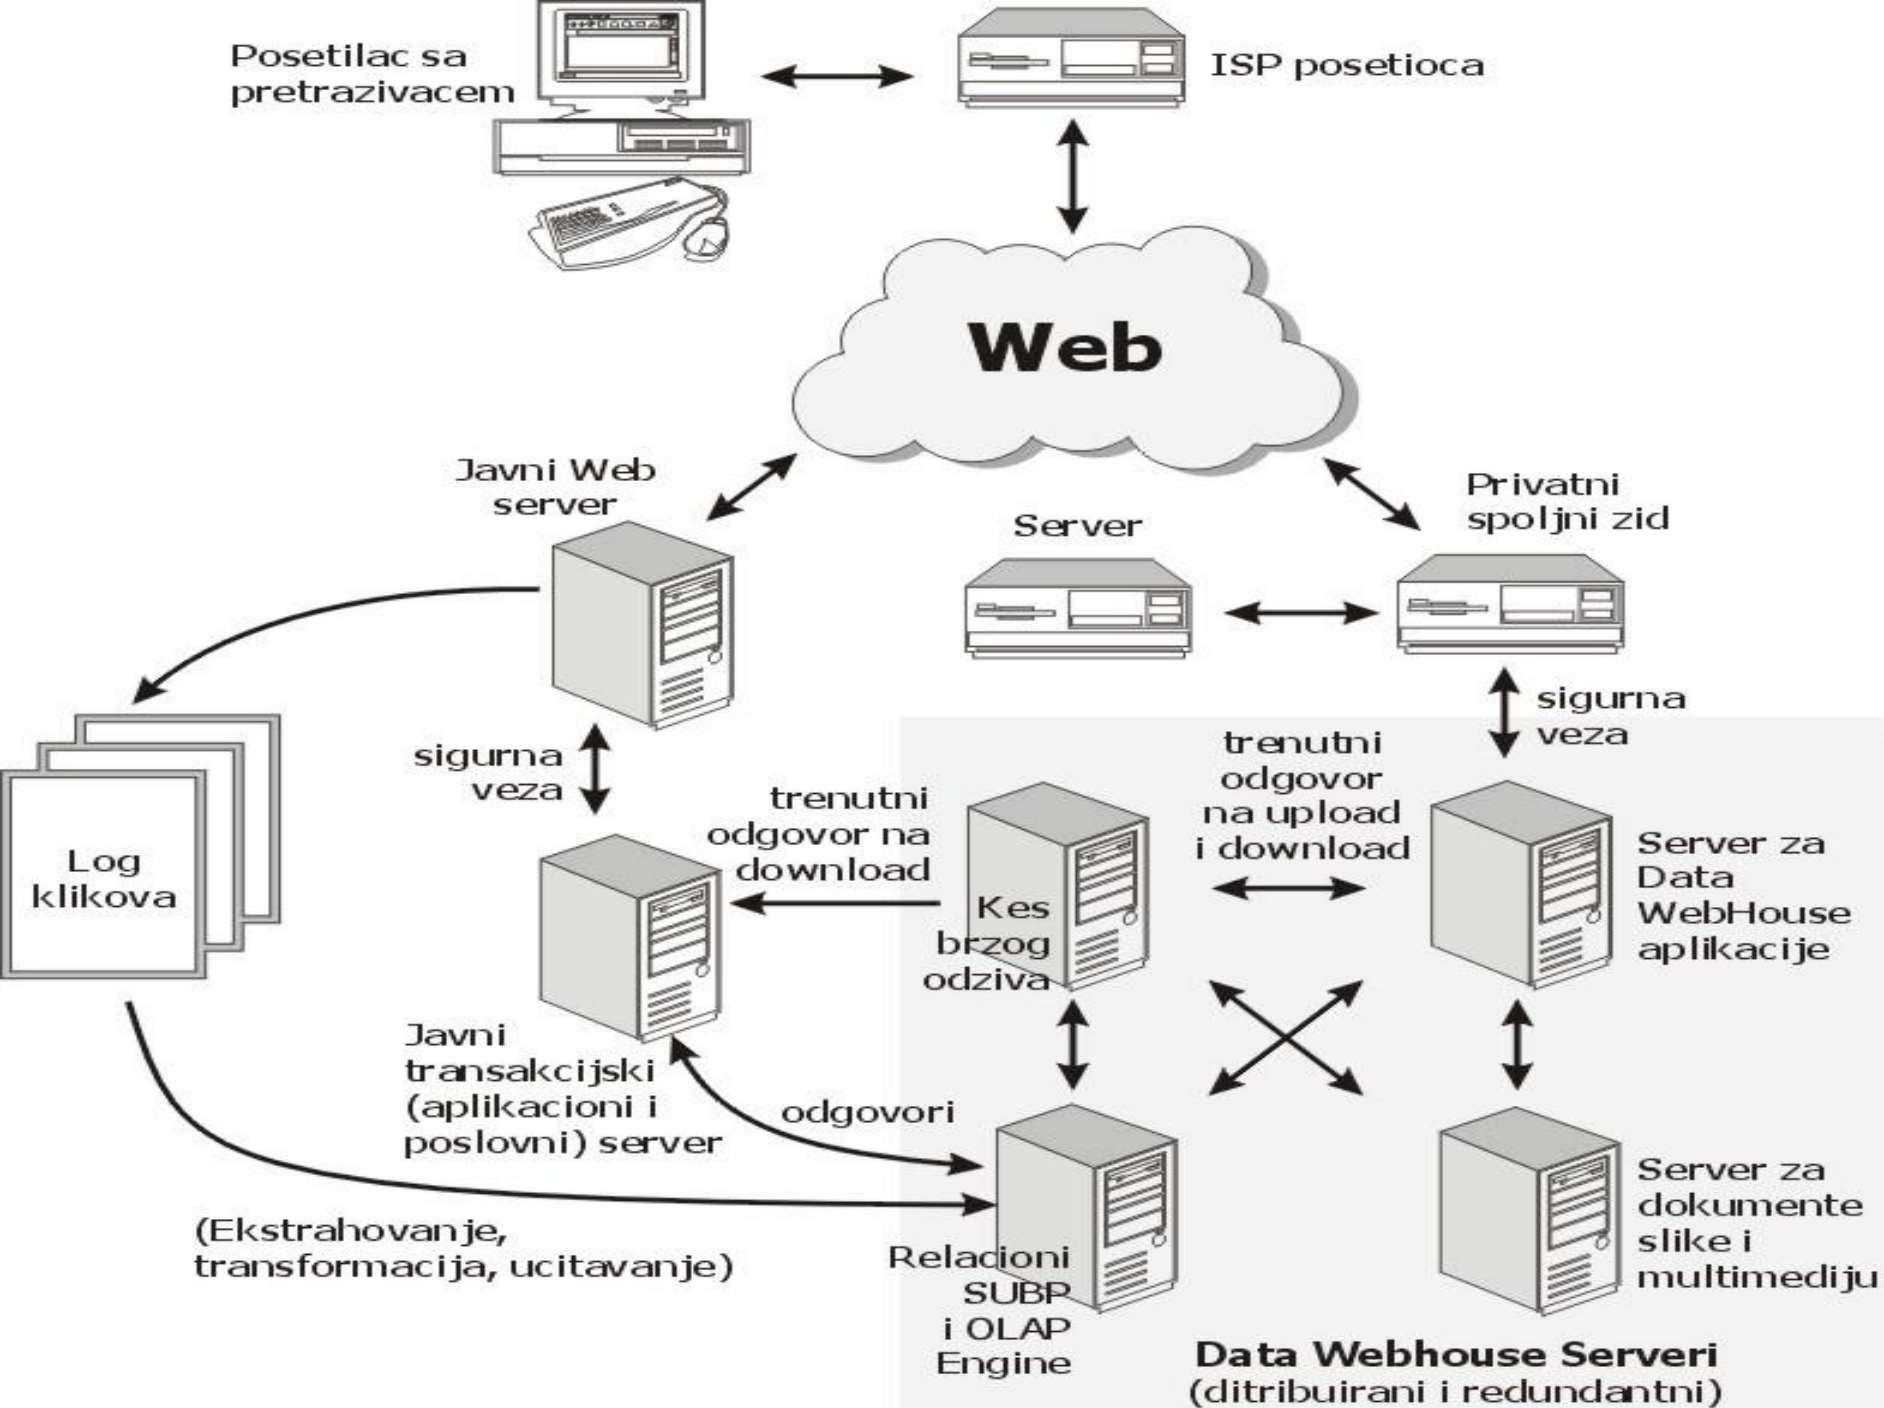 Posetilac sa
pretrazivacem
ISP posetioca
Web
Javni Web
server
Server
Privatni
spoljni zid
sigurna
veza
sigurna
veza
trenutni
odgovor na
download
trenutni
odgovor
na upload
i download
Log
klikova
Kes
brzog
odziva
Server za
Data
WebHouse
aplikacije
Javni
transakcijski
(aplikacioni i
poslovni) server
odgovori
(Ekstrahovanje,
transformacija, ucitavanje)
Relacioni
SUBP
i OLAP
Engine
Server za
dokumente
slike i
multimediju
Data Webhouse Serveri
(ditribuirani i redundantni)